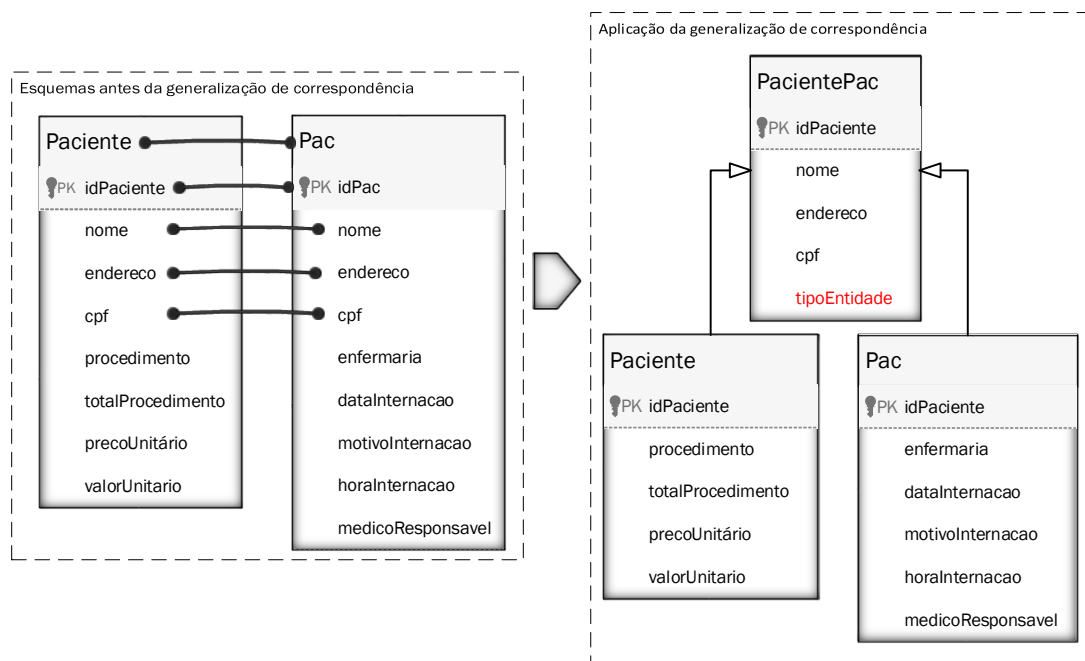 Esquemas antes da generalização de correspondência
Paciente
PK idPaciente
nome
endereco
cpf
procedimento
totalProcedimento
precoUnitário
valorUnitario
Pac
PK idPac
nome
endereco
cpf
enfermaria
dataInternacao
motivoInternacao
horaInternacao
medicoResponsavel
Aplicação da generalização de correspondência
PacientePac
PK idPaciente
nome
endereco
cpf
tipoEntidade
Paciente
PK idPaciente
procedimento
totalProcedimento
precoUnitário
valorUnitario
Pac
PK idPaciente
enfermaria
dataInternacao
motivoInternacao
horaInternacao
medicoResponsavel